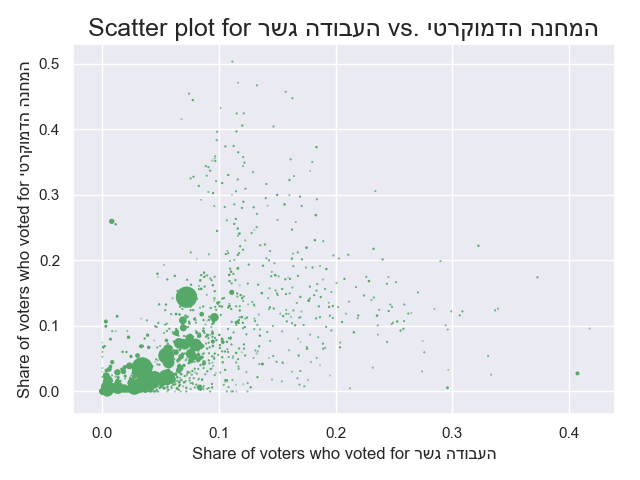 Scatter plot for העבודה גשר vs. המחנה הדמוקרטי
Share of voters who voted for המחנה הדמוקרטי
0.5
0.4
0.3
0.2
0.1
0.0
0.0 0.1 0.2 0.3 0.4
Share of voters who voted for העבודה גשר